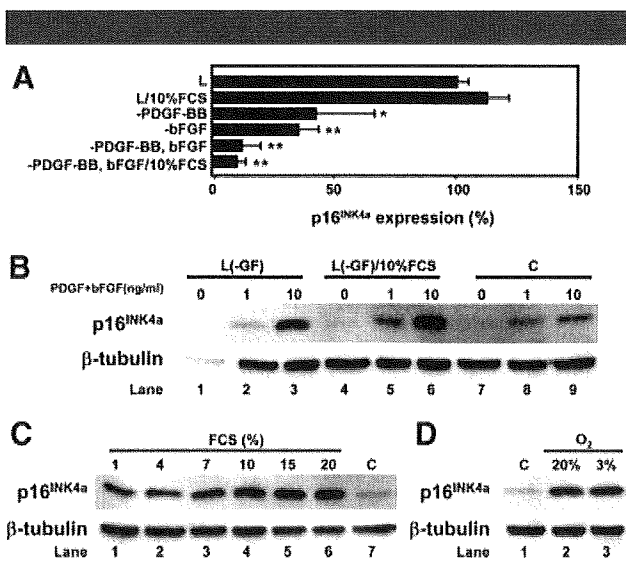 A
L
L/10%FCS
-PDGF-BB
*
-bFGF
**
-PDGF-BB, bFGF
**
-PDGF-BB, bFGF/10%FCS
**
0 50 100 150
p16INK4a expression (%)
B
L(-GF) L(-GF)/10%FCS C
PDGF+bFGF(ng/ml) 0 1 10 0 1 10 0 1 10
p16INK4a
β-tubulin
Lane 1 2 3 4 5 6 7 8 9
C
FCS (%)
1 4 7 10 15 20 C
p16INK4a
β-tubulin
Lane 1 2 3 4 5 6 7
D
O2
C 20% 3%
p16INK4a
β-tubulin
Lane 1 2 3